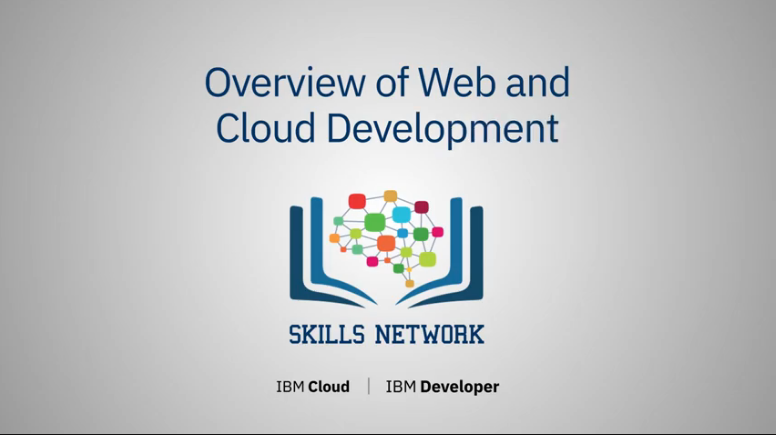 Overview of Web and
Cloud Development
SKILLS NETWORK
IBM Cloud | IBM Developer